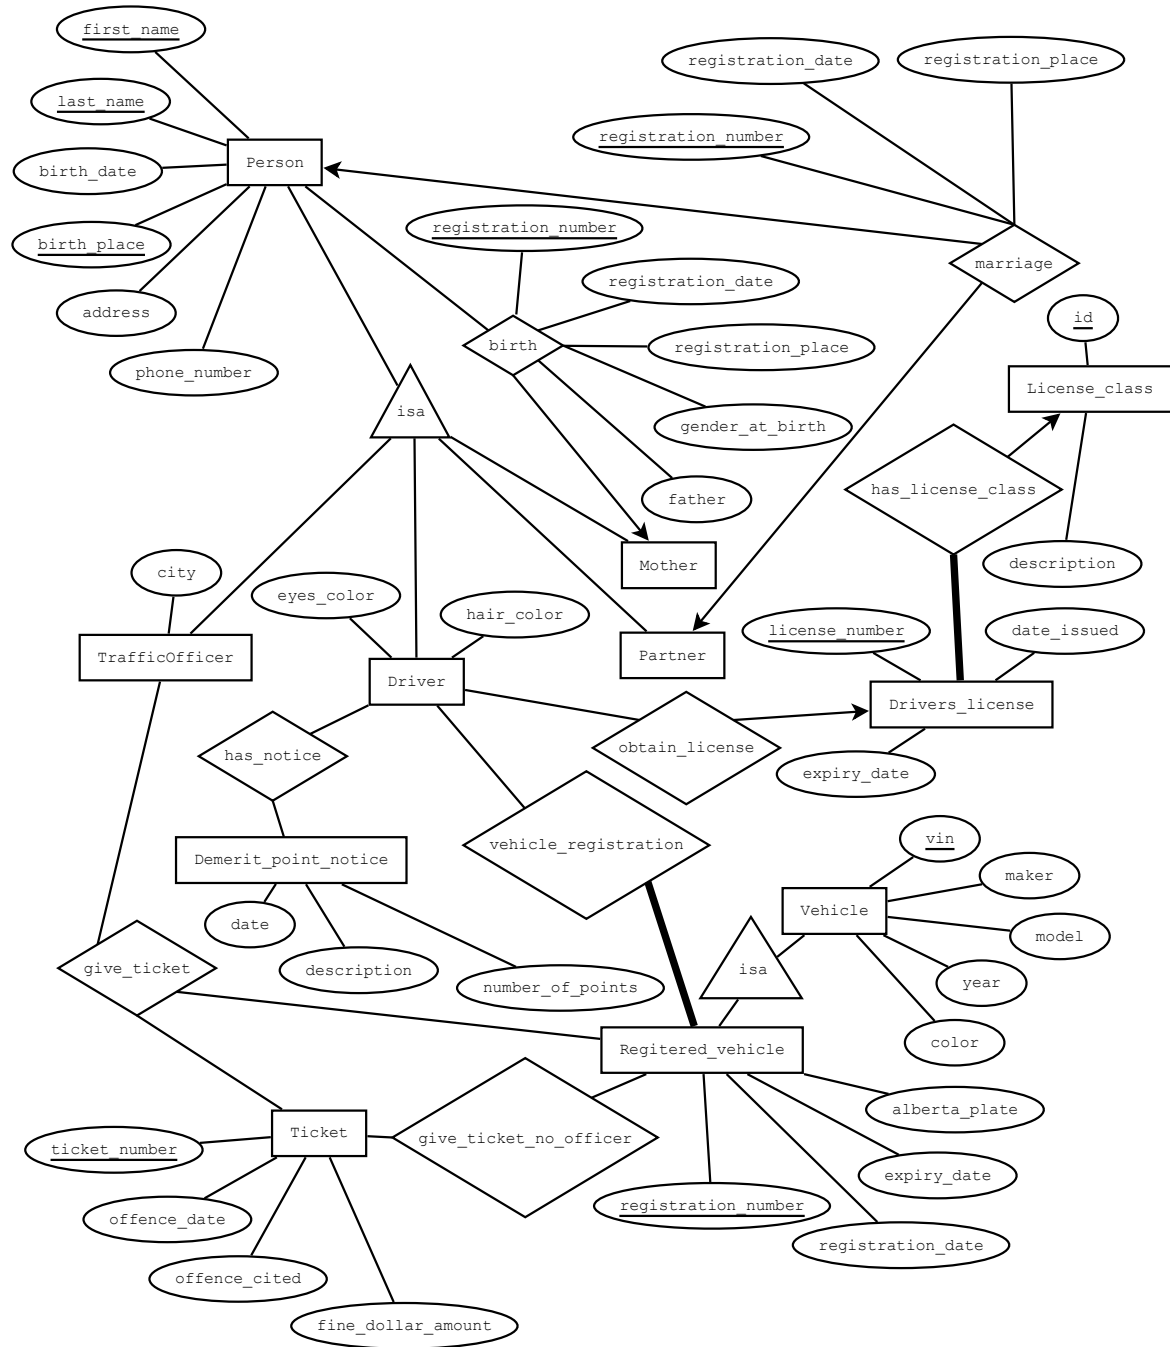 first_name
registration_date
registration_place
last_name
registration_number
Person
birth_date
registration_number
birth_place
marriage
registration_date
address
id
birth
registration_place
phone_number
License_class
isa
gender_at_birth
has_license_class
father
city
Mother
description
eyes_color
hair_color
license_number
date_issued
TrafficOfficer
Partner
Driver
Drivers_license
has_notice
obtain_license
expiry_date
vehicle_registration
vin
Demerit_point_notice
maker
Vehicle
date
model
give_ticket
description
isa
year
number_of_points
color
Regitered_vehicle
alberta_plate
Ticket
give_ticket_no_officer
ticket_number
expiry_date
registration_number
offence_date
registration_date
offence_cited
fine_dollar_amount